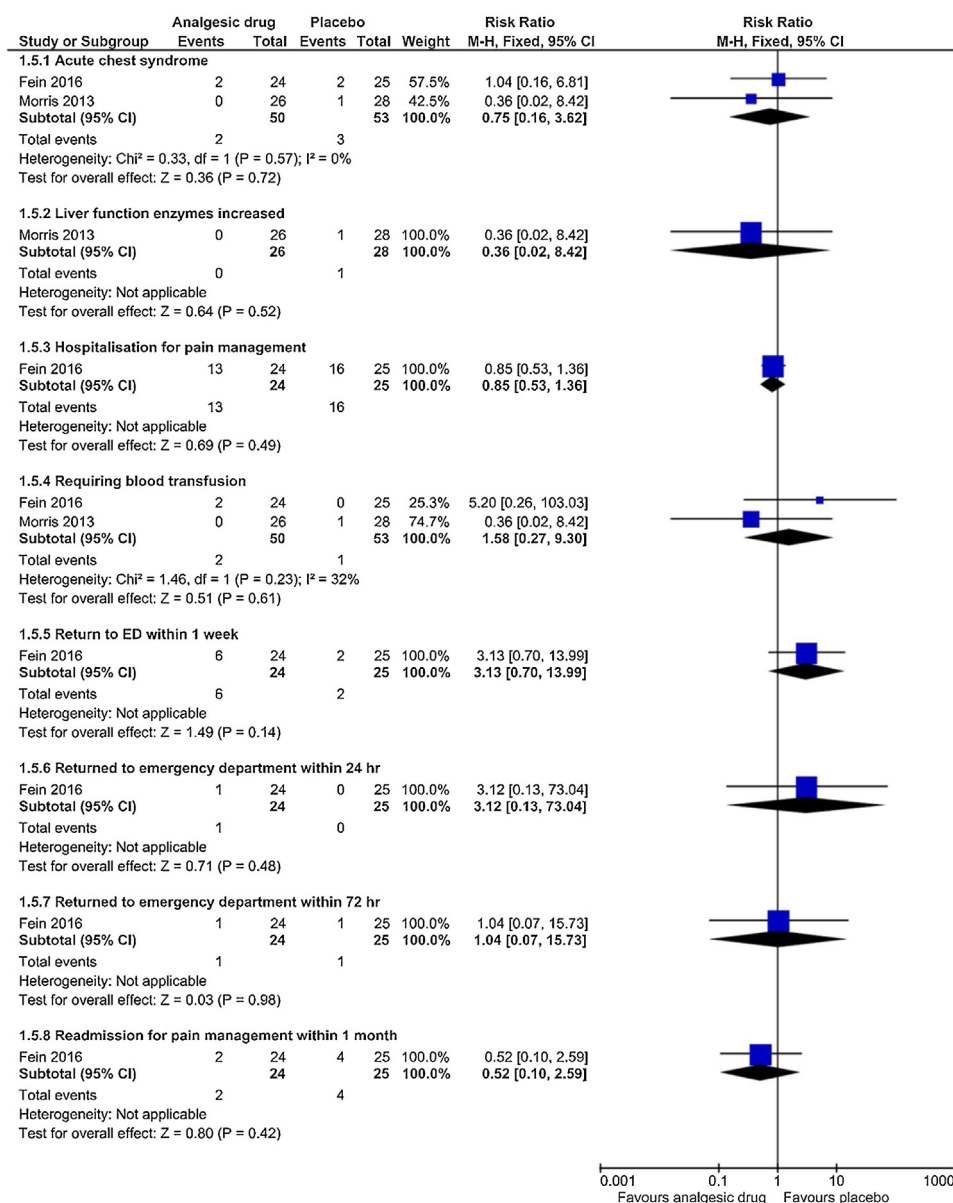 Analgesic drug Placebo Risk Ratio Risk Ratio
Study or Subgroup Events Total Events Total Weight M-H, Fixed, 95% CI M-H, Fixed, 95% CI
1.5.1 Acute chest syndrome
Fein 2016 2 24 2 25 57.5% 1.04 [0.16, 6.81]
Morris 2013 0 26 1 28 42.5% 0.36 [0.02, 8.42]
Subtotal (95% CI) 50 53 100.0% 0.75 [0.16, 3.62]
Total events 2 3
Heterogeneity: Chi² = 0.33, df = 1 (P = 0.57); I² = 0%
Test for overall effect: Z = 0.36 (P = 0.72)
1.5.2 Liver function enzymes increased
Morris 2013 0 26 1 28 100.0% 0.36 [0.02, 8.42]
Subtotal (95% CI) 26 28 100.0% 0.36 [0.02, 8.42]
Total events 0 1
Heterogeneity: Not applicable
Test for overall effect: Z = 0.64 (P = 0.52)
1.5.3 Hospitalisation for pain management
Fein 2016 13 24 16 25 100.0% 0.85 [0.53, 1.36]
Subtotal (95% CI) 24 25 100.0% 0.85 [0.53, 1.36]
Total events 13 16
Heterogeneity: Not applicable
Test for overall effect: Z = 0.69 (P = 0.49)
1.5.4 Requiring blood transfusion
Fein 2016 2 24 0 25 25.3% 5.20 [0.26, 103.03]
Morris 2013 0 26 1 28 74.7% 0.36 [0.02, 8.42]
Subtotal (95% CI) 50 53 100.0% 1.58 [0.27, 9.30]
Total events 2 1
Heterogeneity: Chi² = 1.46, df = 1 (P = 0.23); I² = 32%
Test for overall effect: Z = 0.51 (P = 0.61)
1.5.5 Return to ED within 1 week
Fein 2016 6 24 2 25 100.0% 3.13 [0.70, 13.99]
Subtotal (95% CI) 24 25 100.0% 3.13 [0.70, 13.99]
Total events 6 2
Heterogeneity: Not applicable
Test for overall effect: Z = 1.49 (P = 0.14)
1.5.6 Returned to emergency department within 24 hr
Fein 2016 1 24 0 25 100.0% 3.12 [0.13, 73.04]
Subtotal (95% CI) 24 25 100.0% 3.12 [0.13, 73.04]
Total events 1 0
Heterogeneity: Not applicable
Test for overall effect: Z = 0.71 (P = 0.48)
1.5.7 Returned to emergency department within 72 hr
Fein 2016 1 24 1 25 100.0% 1.04 [0.07, 15.73]
Subtotal (95% CI) 24 25 100.0% 1.04 [0.07, 15.73]
Total events 1 1
Heterogeneity: Not applicable
Test for overall effect: Z = 0.03 (P = 0.98)
1.5.8 Readmission for pain management within 1 month
Fein 2016 2 24 4 25 100.0% 0.52 [0.10, 2.59]
Subtotal (95% CI) 24 25 100.0% 0.52 [0.10, 2.59]
Total events 2 4
Heterogeneity: Not applicable
Test for overall effect: Z = 0.80 (P = 0.42)
0.001 0.1 1 10 1000
Favours analgesic drug Favours placebo